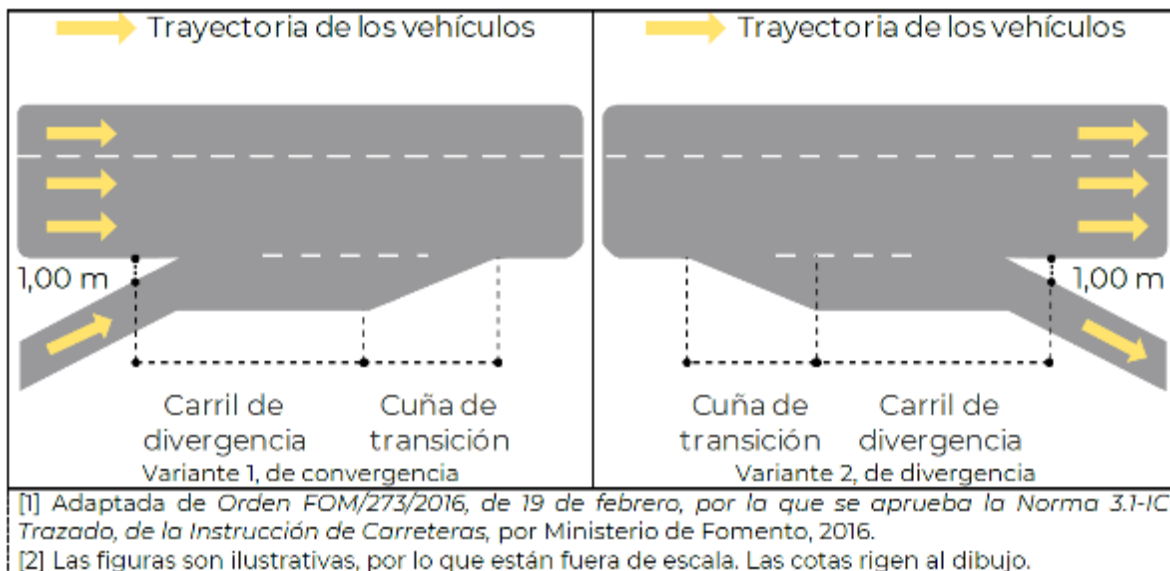 Trayectoria de los vehículos
1,00 m
Carril de
divergencia
Cuña de
transición
Variante 1, de convergencia
Trayectoria de los vehículos
1,00 m
Cuña de
transición
Carril de
divergencia
Variante 2, de divergencia
[1] Adaptada de Orden FOM/273/2016, de 19 de febrero, por la que se aprueba la Norma 3.1-IC
Trazado, de la Instrucción de Carreteras, por Ministerio de Fomento, 2016.
[2] Las figuras son ilustrativas, por lo que están fuera de escala. Las cotas rigen al dibujo.